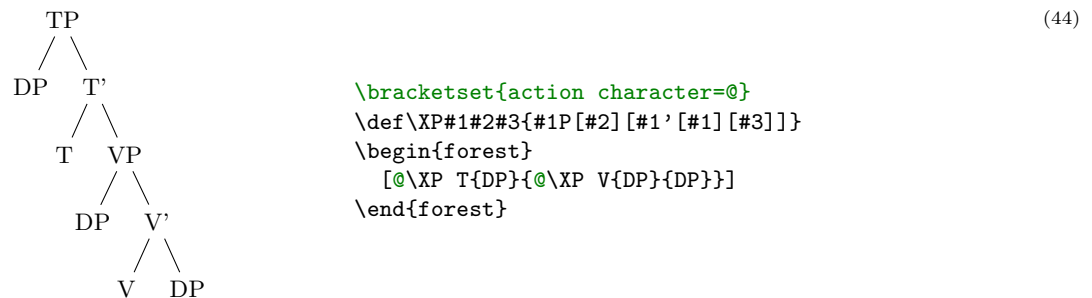 TP
(44)
DP T'
T VP
DP V'
V DP
\bracketset{action character=@}
\def\XP#1#2#3{#1P[#2][#1'[#1][#3]]}
\begin{forest}
[@\XP T{DP}{@\XP V{DP}{DP}}]
\end{forest}